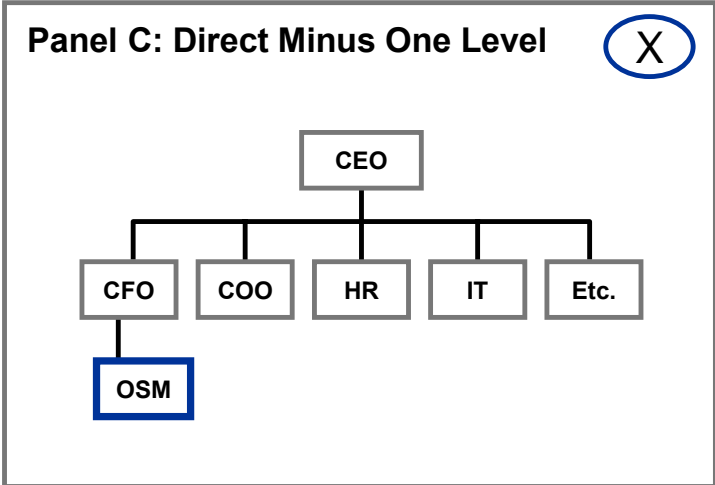 Panel C: Direct Minus One Level
X
CEO
CFO COO HR IT Etc.
OSM